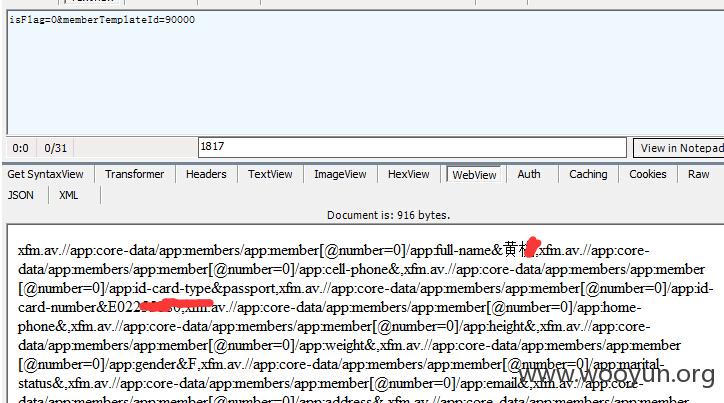 isFlag=0&memberTemplateId=90000
0:0 0/31 1817 View in Notepad
Get SyntaxView Transformer Headers TextView ImageView HexView WebView Auth Caching Cookies Raw
JSON XML
Document is: 916 bytes.
xfm.av.//app:core-data/app:members/app:member[@number=0]/app:full-name&黄 ,xfm.av.//app:core-
data/app:members/app:member[@number=0]/app:cell-phone&,xfm.av.//app:core-data/app:members/app:member
[@number=0]/app:id-card-type&passport,xfm.av.//app:core-data/app:members/app:member[@number=0]/app:id-
card-number& ,xfm.av.//app:core-data/app:members/app:member[@number=0]/app:home-
phone&,xfm.av.//app:core-data/app:members/app:member[@number=0]/app:height&,xfm.av.//app:core-
data/app:members/app:member[@number=0]/app:weight&,xfm.av.//app:core-data/app:members/app:member
[@number=0]/app:gender&F,xfm.av.//app:core-data/app:members/app:member[@number=0]/app:marital-
status&,xfm.av.//app:core-data/app:members/app:member[@number=0]/app:email&,xfm.av.//app:core-
data/app:members/app:member[@number=0]/app:address&,xfm.av.//app:core-data/app:members/app:member
www.wooyun.org